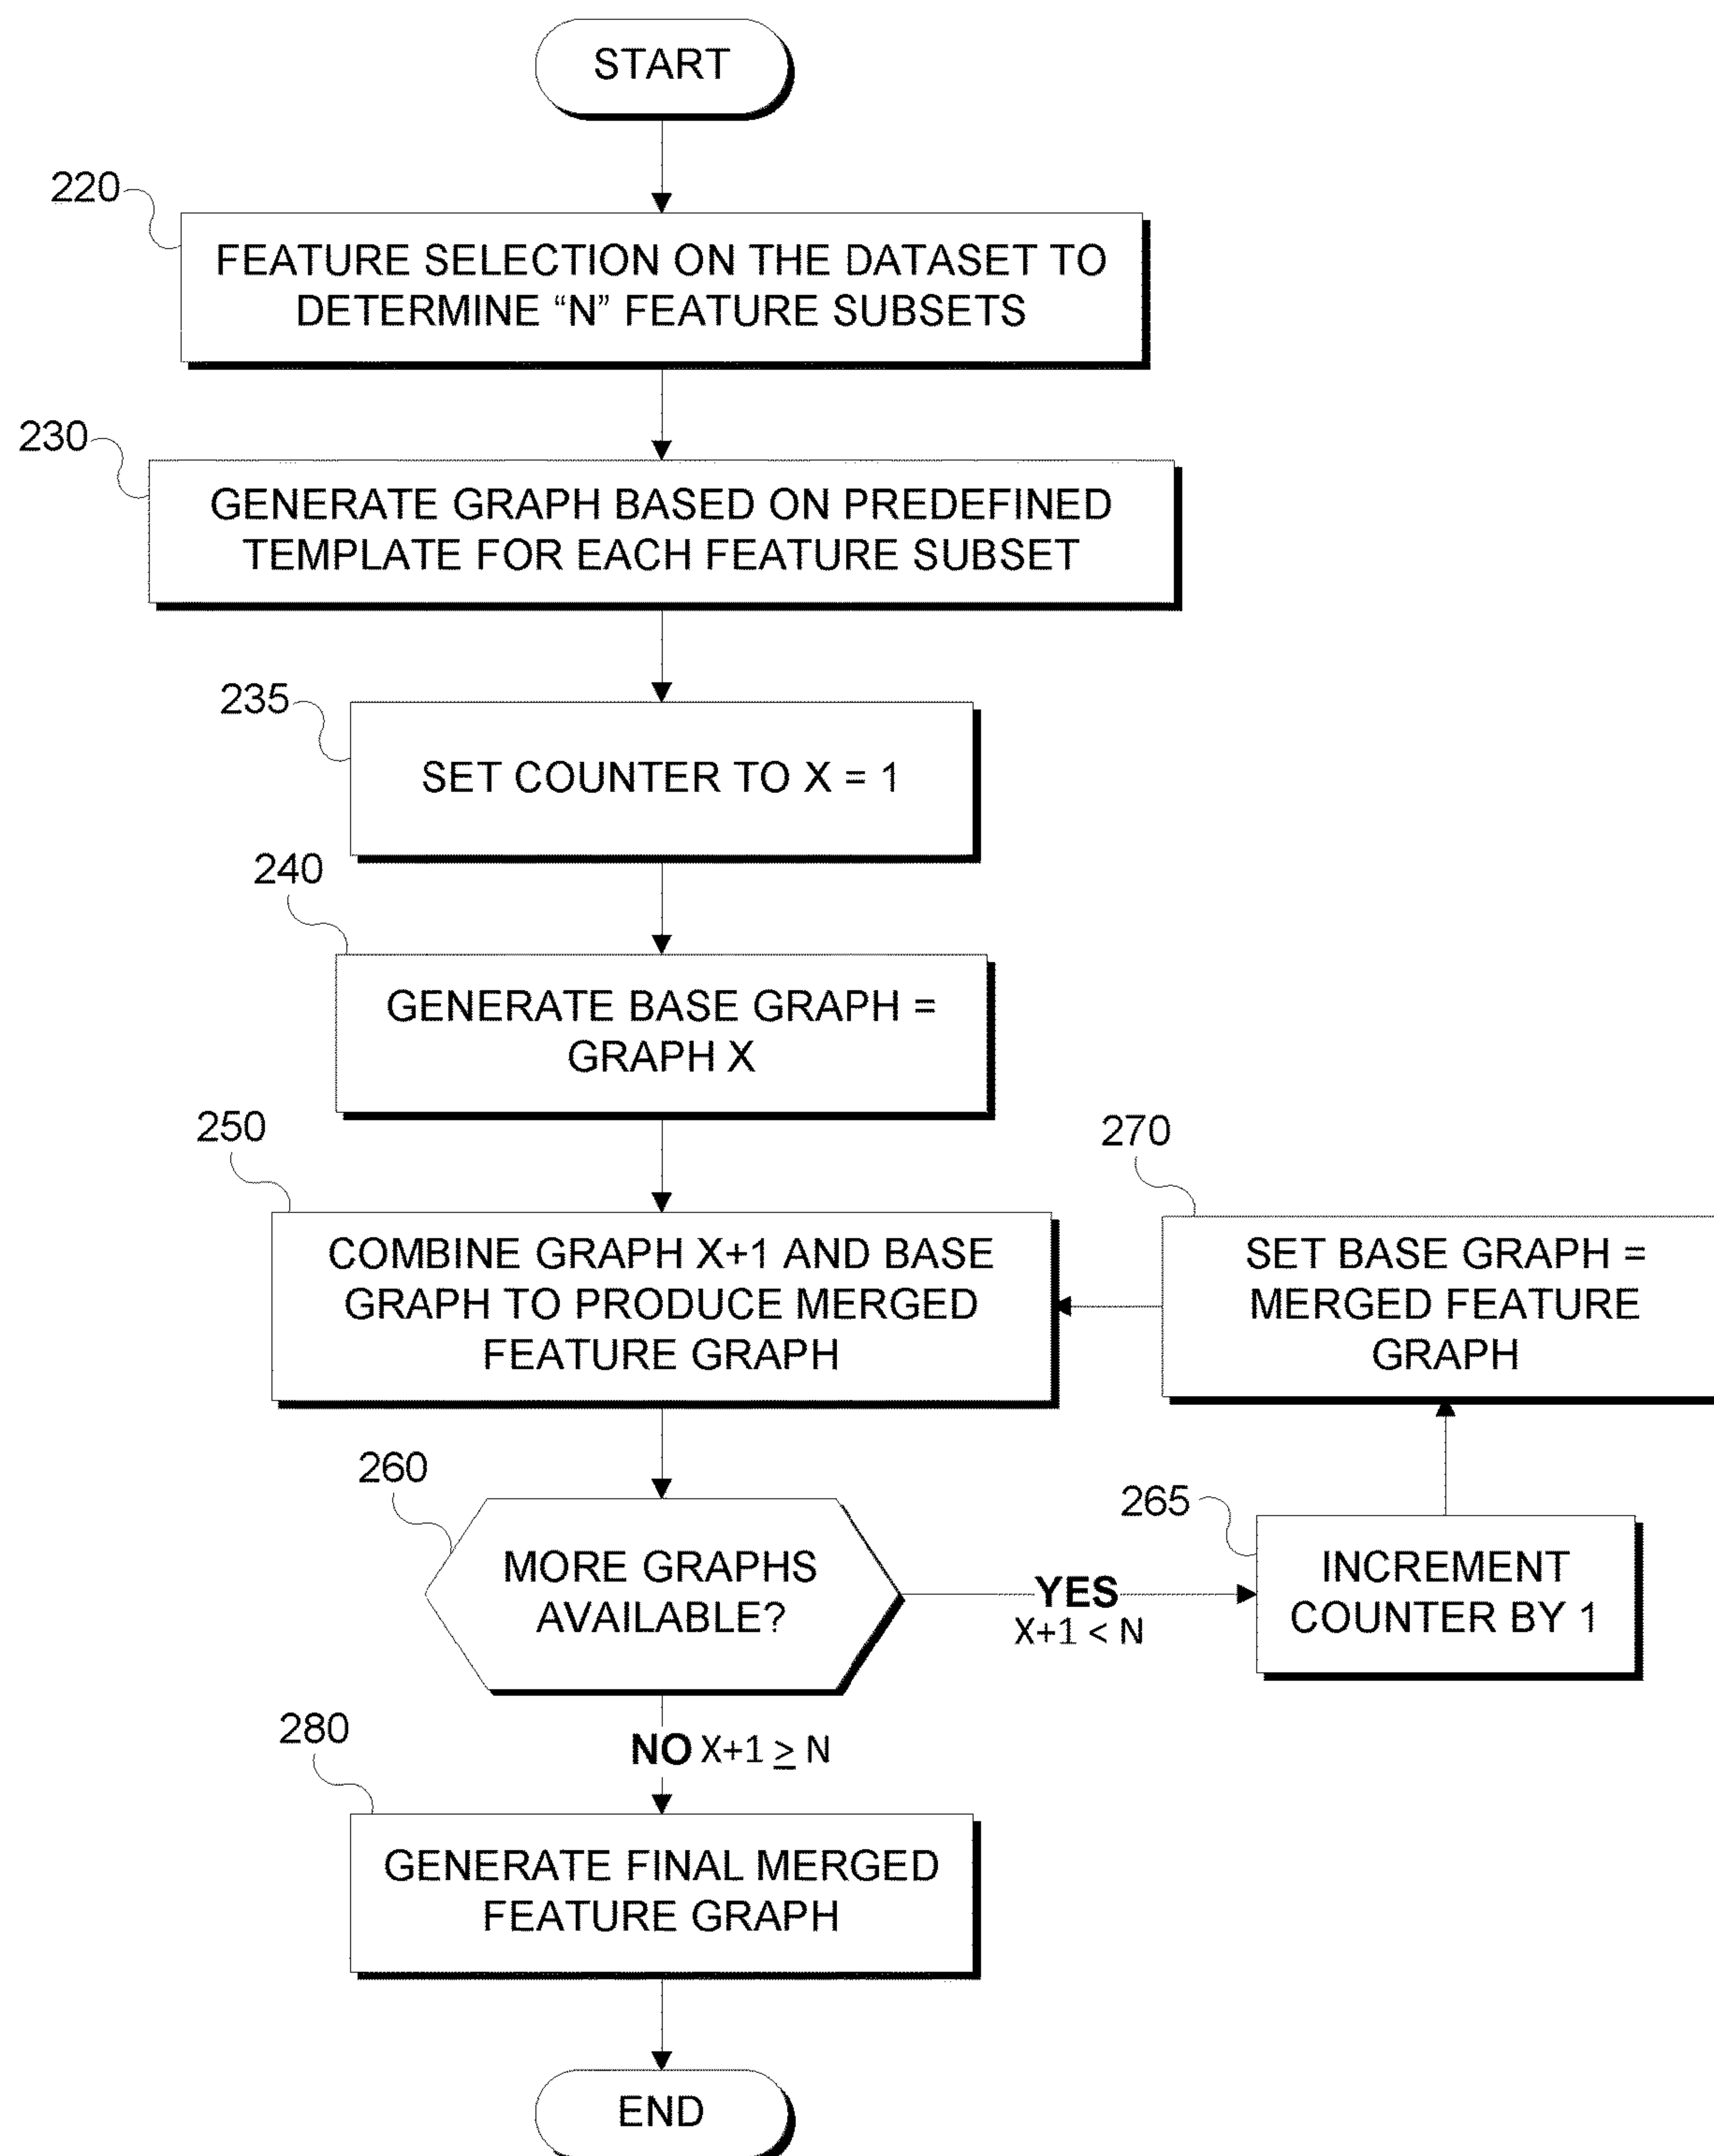 START
220
FEATURE SELECTION ON THE DATASET TO
DETERMINE “N” FEATURE SUBSETS
230
GENERATE GRAPH BASED ON PREDEFINED
TEMPLATE FOR EACH FEATURE SUBSET
235
SET COUNTER TO X = 1
240
GENERATE BASE GRAPH =
GRAPH X
250
COMBINE GRAPH X+1 AND BASE
GRAPH TO PRODUCE MERGED
FEATURE GRAPH
270
SET BASE GRAPH =
MERGED FEATURE
GRAPH
260
MORE GRAPHS
AVAILABLE?
YES
X+1 < N
265
INCREMENT
COUNTER BY 1
NO X+1 ≥ N
280
GENERATE FINAL MERGED
FEATURE GRAPH
END